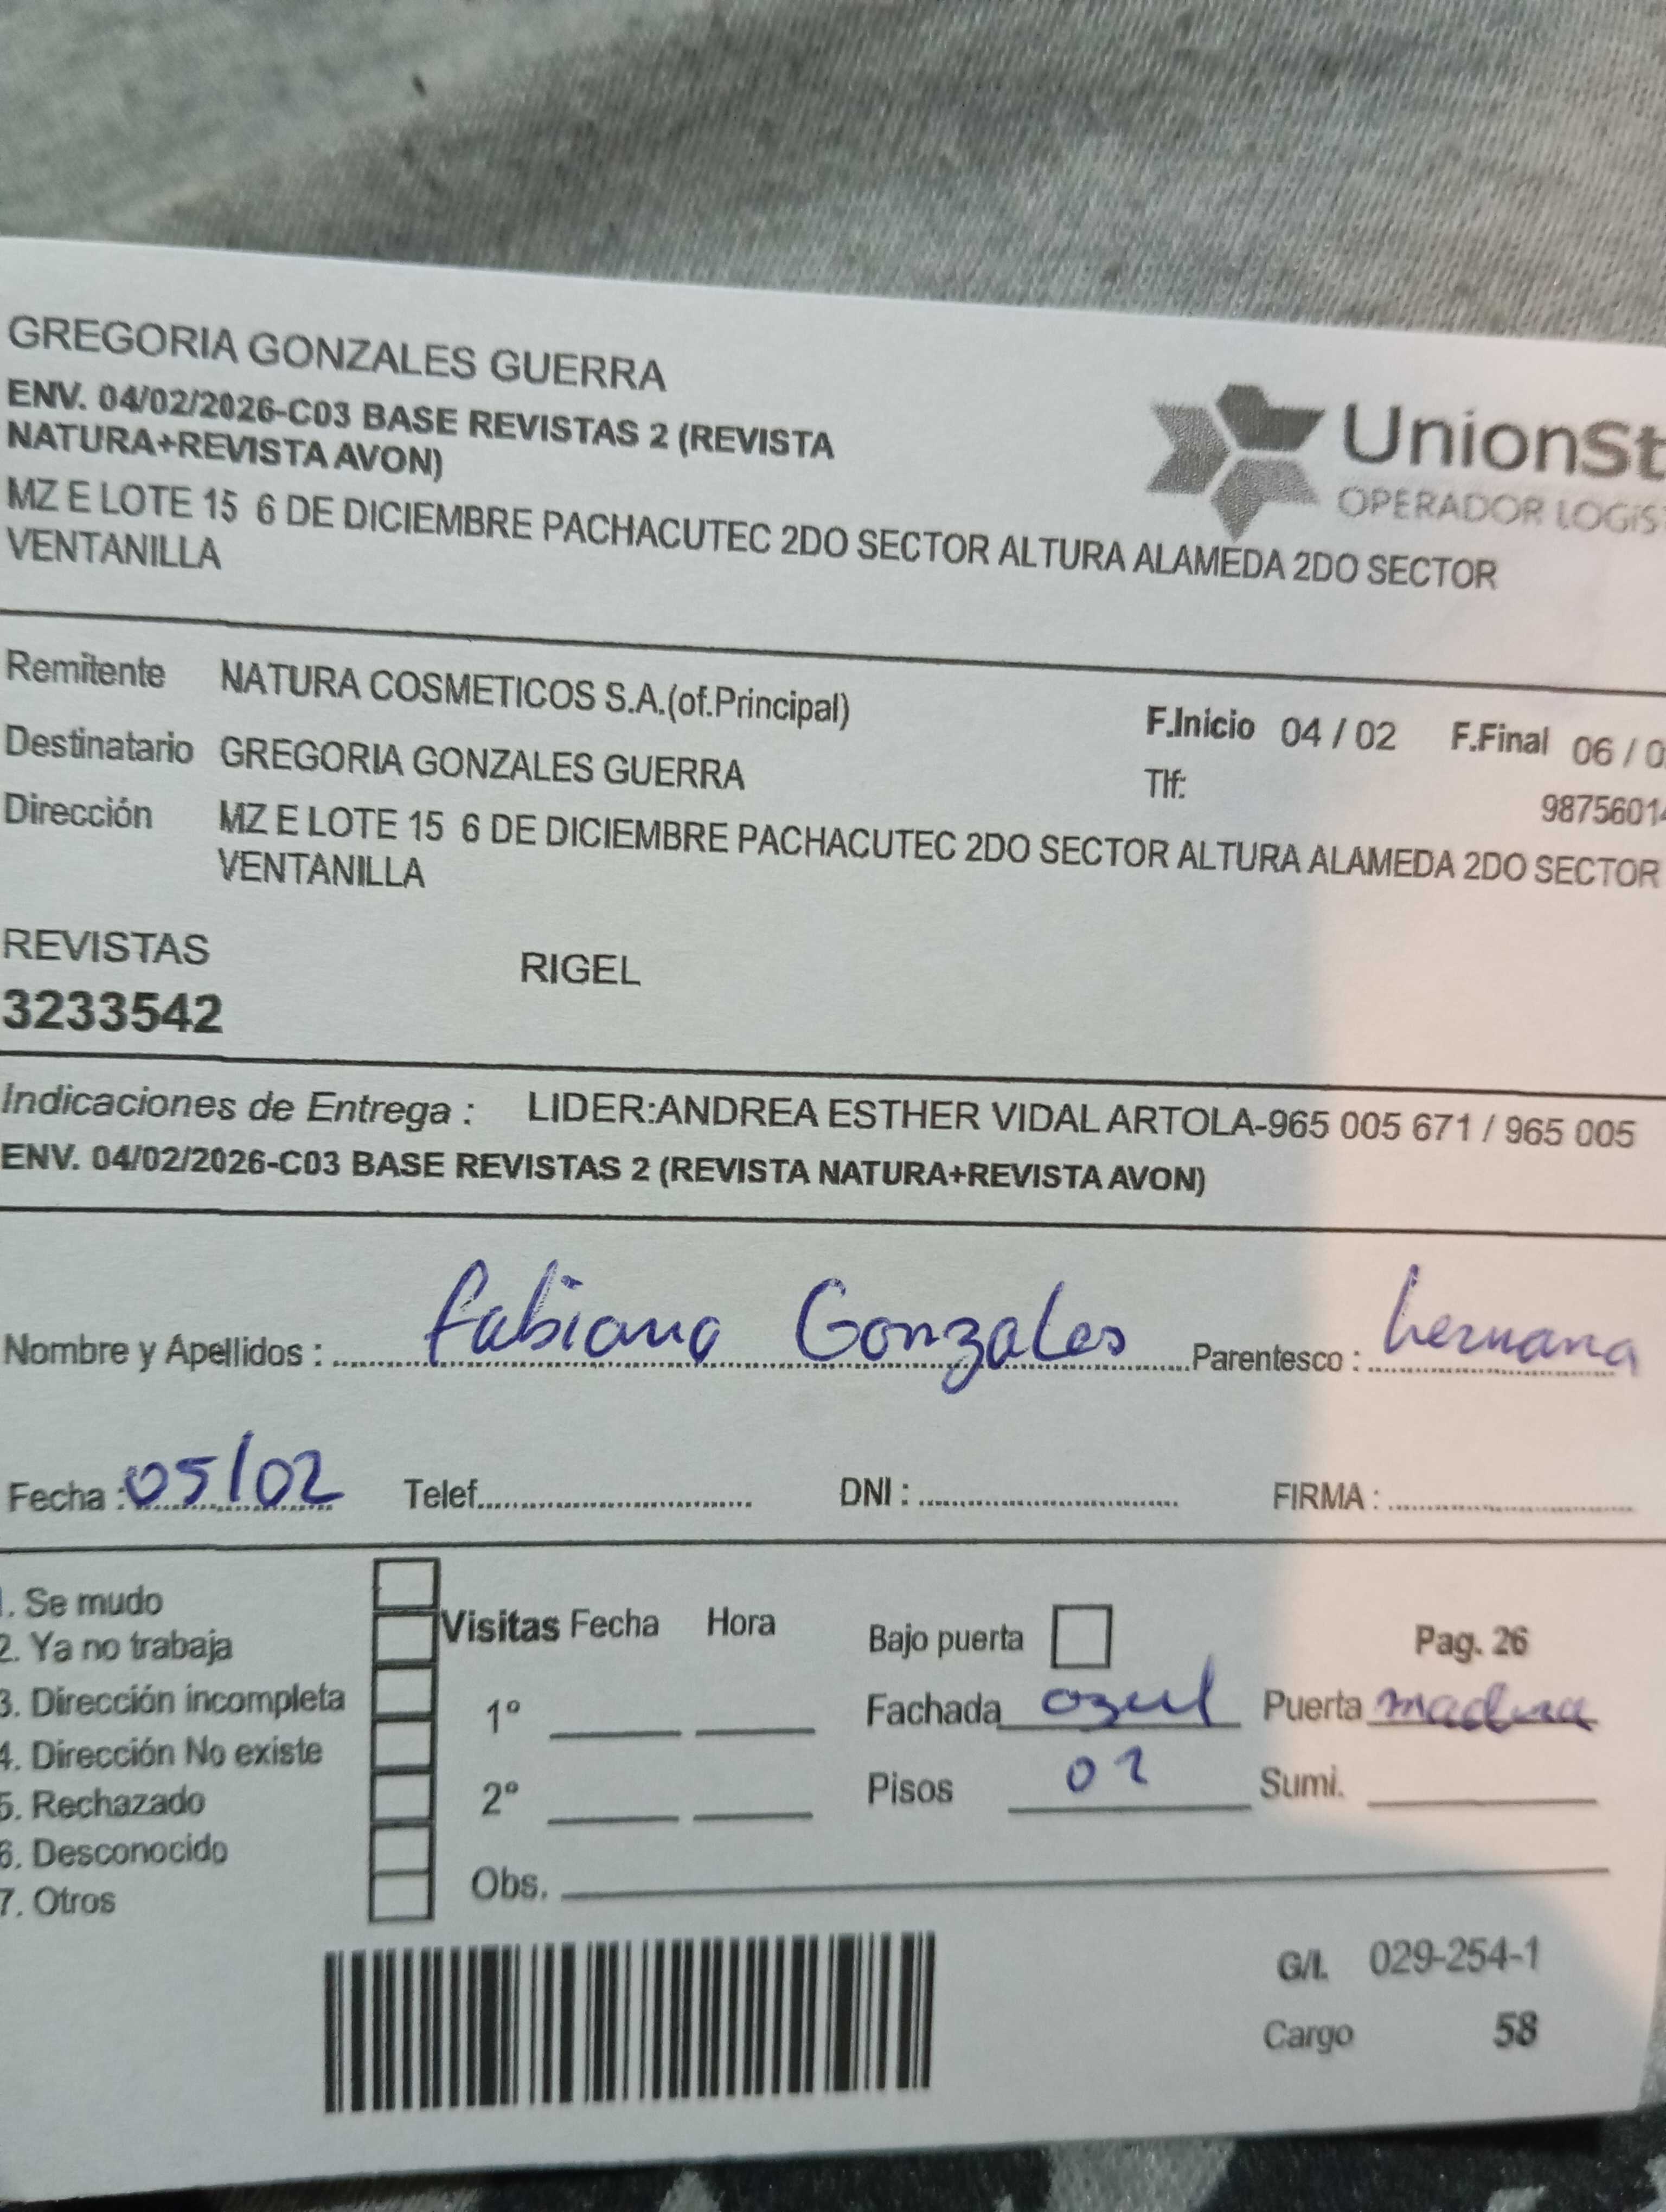 GREGORIA GONZALES GUERRA
ENV. 04/02/2026-C03 BASE REVISTAS 2 (REVISTA
NATURA+REVISTA AVON)
MZ E LOTE 15 6 DE DICIEMBRE PACHACUTEC 2DO SECTOR ALTURA ALAMEDA 2DO SECTOR
VENTANILLA
UnionSt
OPERADOR LOGIS
Remitente NATURA COSMETICOS S.A.(of.Principal)
F.Inicio 04 / 02 F.Final 06 / 0
Destinatario GREGORIA GONZALES GUERRA
Tlf: 98756014
Dirección MZ E LOTE 15 6 DE DICIEMBRE PACHACUTEC 2DO SECTOR ALTURA ALAMEDA 2DO SECTOR
VENTANILLA
REVISTAS RIGEL
3233542
Indicaciones de Entrega : LIDER:ANDREA ESTHER VIDAL ARTOLA-965 005 671 / 965 005
ENV. 04/02/2026-C03 BASE REVISTAS 2 (REVISTA NATURA+REVISTA AVON)
Nombre y Apellidos : fabiana Gonzales Parentesco : hermana
Fecha : 05/02 Telef. DNI : FIRMA :
1. Se mudo
2. Ya no trabaja
3. Dirección incompleta
4. Dirección No existe
5. Rechazado
6. Desconocido
7. Otros
Visitas Fecha Hora
1º
2º
Obs.
Bajo puerta Pag. 26
Fachada azul Puerta madera
Pisos 02 Sumi.
G/I. 029-254-1
Cargo 58